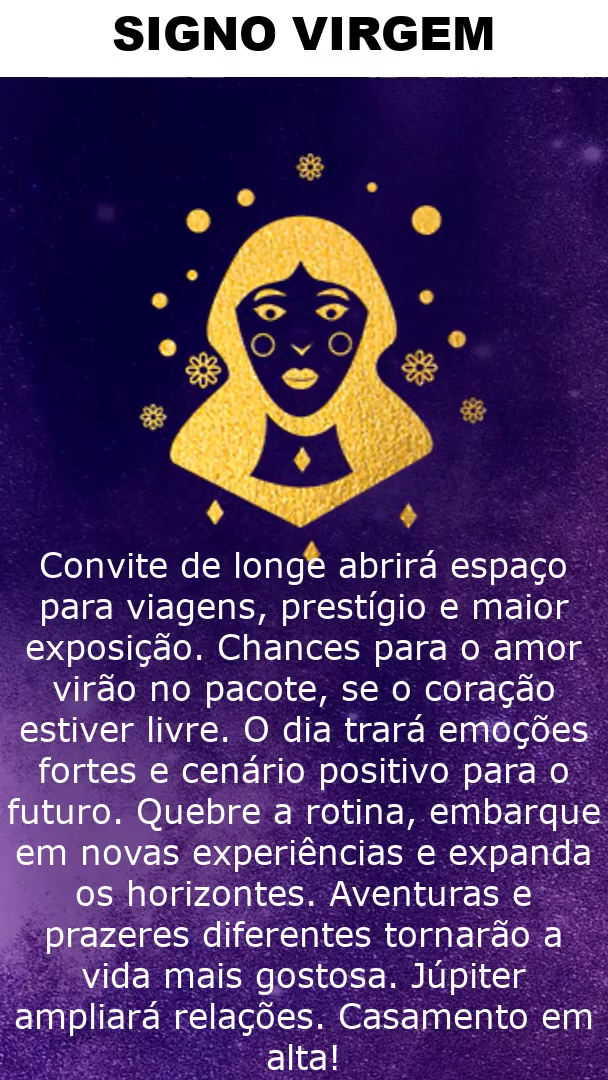 SIGNO VIRGEM
Convite de longe abrirá espaço
para viagens, prestígio e maior
exposição. Chances para o amor
virão no pacote, se o coração
estiver livre. O dia trará emoções
fortes e cenário positivo para o
futuro. Quebre a rotina, embarque
em novas experiências e expanda
os horizontes. Aventuras e
prazeres diferentes tornarão a
vida mais gostosa. Júpiter
ampliará relações. Casamento em
alta!